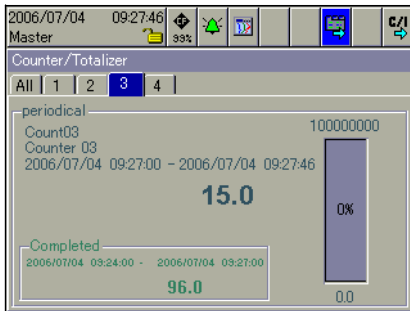 2006/07/04 09:27:46
Master
99%
C/I
Counter/Totalizer
All 1 2 3 4
periodical
Count03
Counter 03
2006/07/04 09:27:00 - 2006/07/04 09:27:46
15.0
100000000
0%
0.0
Completed
2006/07/04 09:24:00 - 2006/07/04 09:27:00
96.0